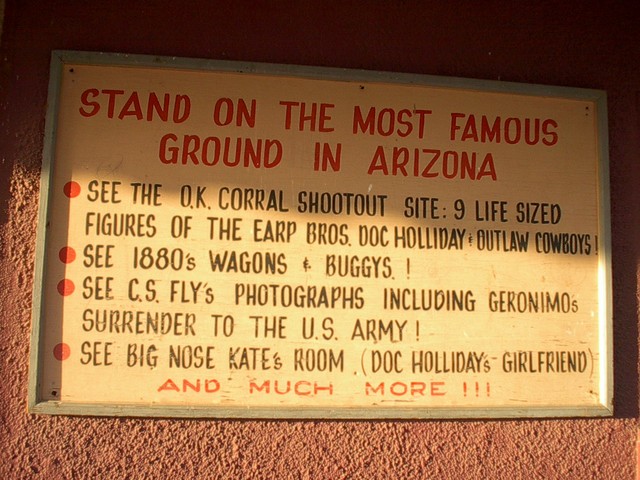 STAND ON THE MOST FAMOUS
GROUND IN ARIZONA
SEE THE O.K. CORRAL SHOOTOUT SITE: 9 LIFE SIZED
FIGURES OF THE EARP BROS. DOC HOLLIDAY & OUTLAW COWBOYS!
SEE 1880's WAGONS & BUGGYS.!
SEE C.S. FLY's PHOTOGRAPHS INCLUDING GERONIMOs
SURRENDER TO THE U.S. ARMY!
SEE BIG NOSE KATE's ROOM.(DOC HOLLIDAY's GIRLFRIEND)
AND MUCH MORE!!!